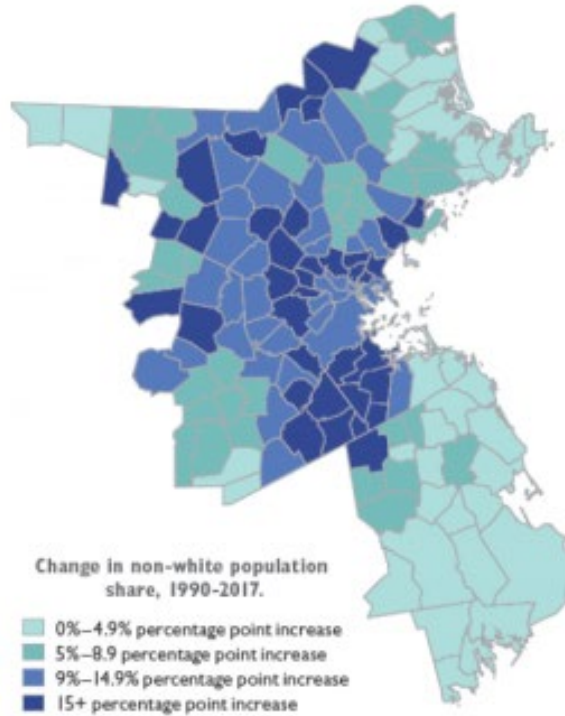 Change in non-white population
share, 1990-2017.
0%–4.9% percentage point increase
5%–8.9 percentage point increase
9%–14.9% percentage point increase
15+ percentage point increase